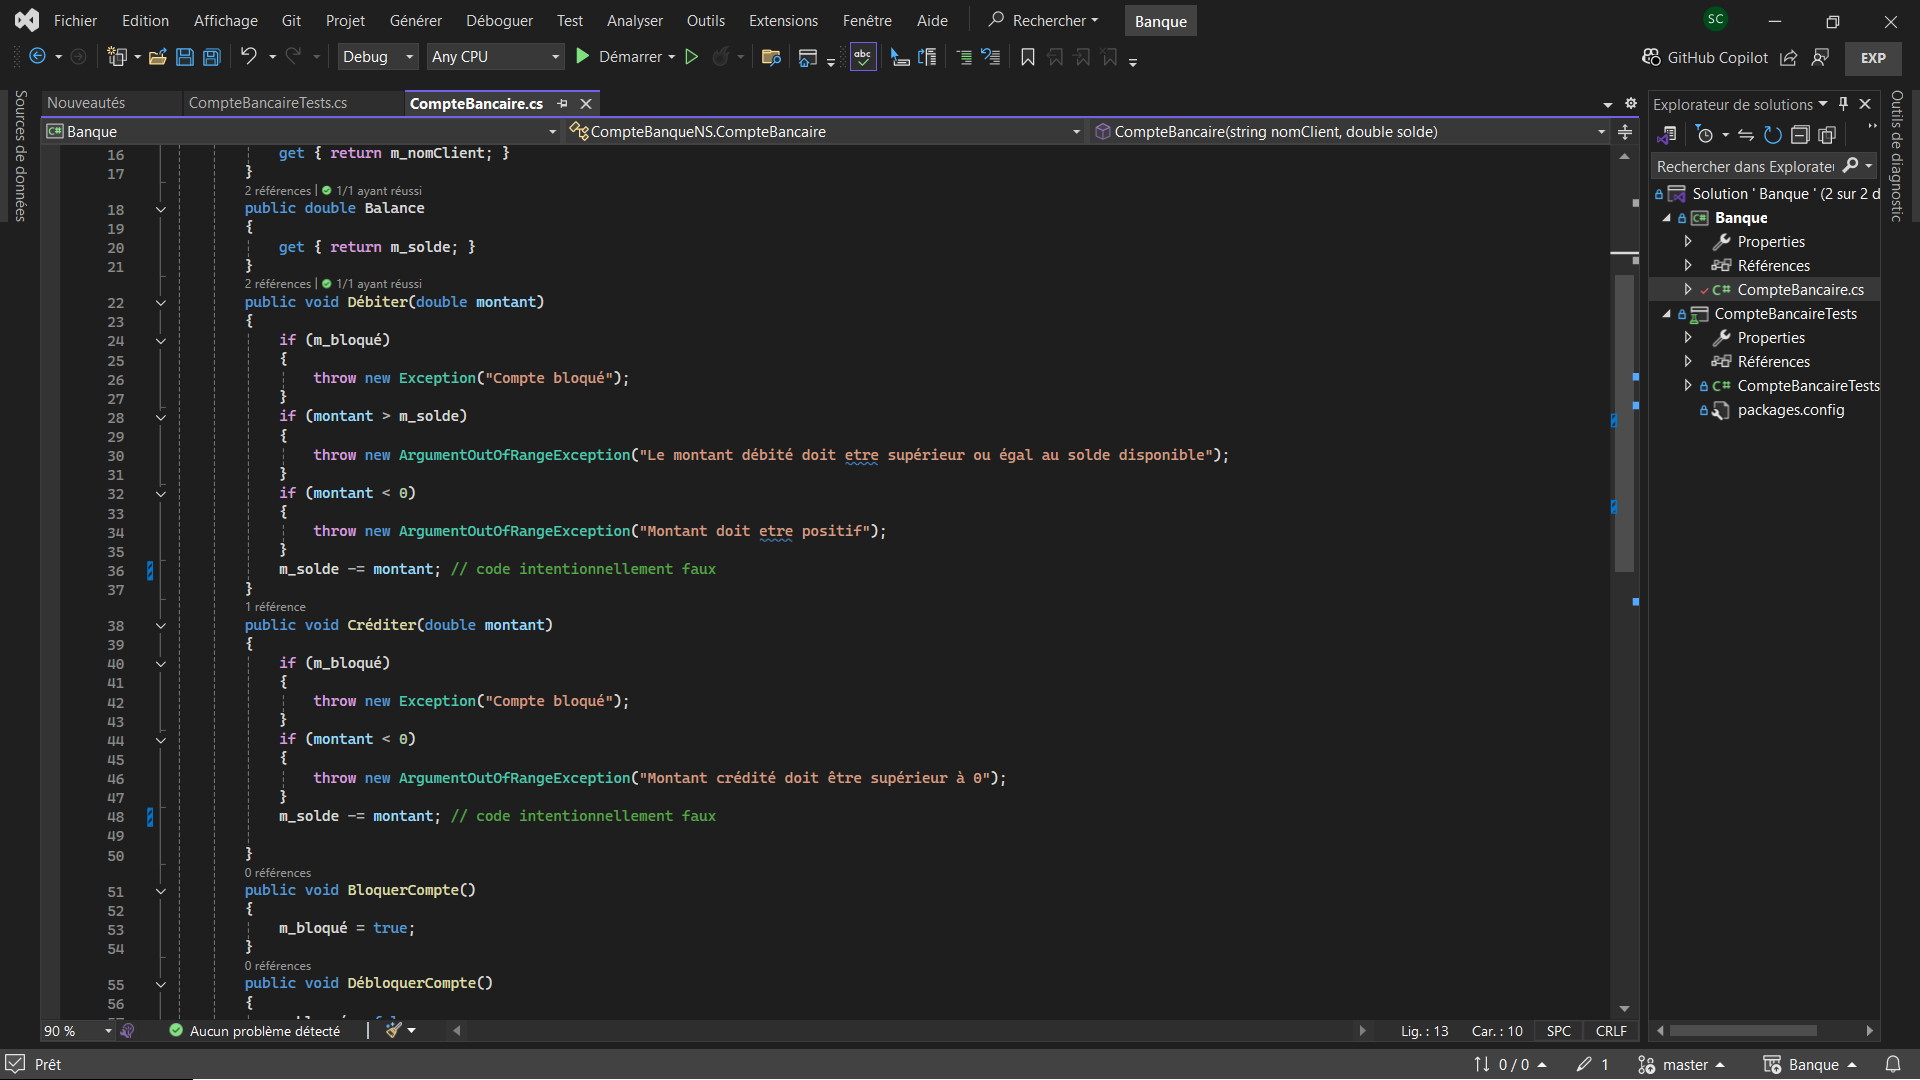 Fichier Edition Affichage Git Projet Générer Déboguer Test Analyser Outils Extensions Fenêtre Aide Rechercher Banque SC
Debug Any CPU Démarrer abc GitHub Copilot EXP
Sources de données
Nouveautés CompteBancaireTests.cs CompteBancaire.cs
C# Banque CompteBanqueNS.CompteBancaire CompteBancaire(string nomClient, double solde)
16 get { return m_nomClient; }
17 }
2 références | 1/1 ayant réussi
18 public double Balance
19 {
20 get { return m_solde; }
21 }
2 références | 1/1 ayant réussi
22 public void Débiter(double montant)
23 {
24 if (m_bloqué)
25 {
26 throw new Exception("Compte bloqué");
27 }
28 if (montant > m_solde)
29 {
30 throw new ArgumentOutOfRangeException("Le montant débité doit etre supérieur ou égal au solde disponible");
31 }
32 if (montant < 0)
33 {
34 throw new ArgumentOutOfRangeException("Montant doit etre positif");
35 }
36 m_solde -= montant; // code intentionnellement faux
37 }
1 référence
38 public void Créditer(double montant)
39 {
40 if (m_bloqué)
41 {
42 throw new Exception("Compte bloqué");
43 }
44 if (montant < 0)
45 {
46 throw new ArgumentOutOfRangeException("Montant crédité doit être supérieur à 0");
47 }
48 m_solde -= montant; // code intentionnellement faux
49
50 }
0 références
51 public void BloquerCompte()
52 {
53 m_bloqué = true;
54 }
0 références
55 public void DébloquerCompte()
56 {
90 % Aucun problème détecté Lig. : 13 Car. : 10 SPC CRLF
Explorateur de solutions
Rechercher dans Explorate
Solution ' Banque ' (2 sur 2 d
C# Banque
Properties
Références
C# CompteBancaire.cs
CompteBancaireTests
Properties
Références
C# CompteBancaireTests
packages.config
Outils de diagnostic
Prêt 0 / 0 1 master Banque